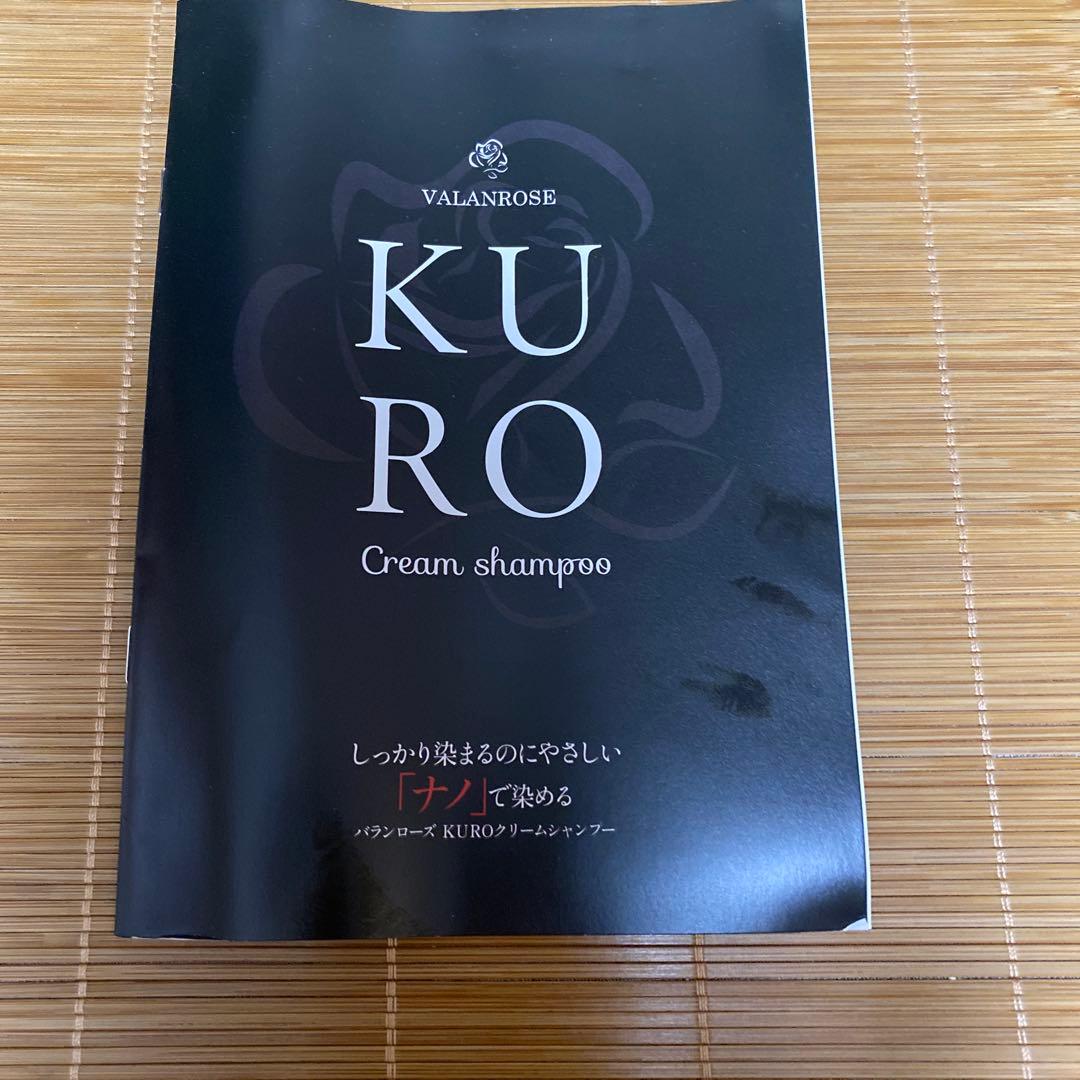 VALANROSE
KU
RO
Cream shampoo
しっかり染まるのにやさしい
「ナノ」で染める
バランローズ KUROクリームシャンプー